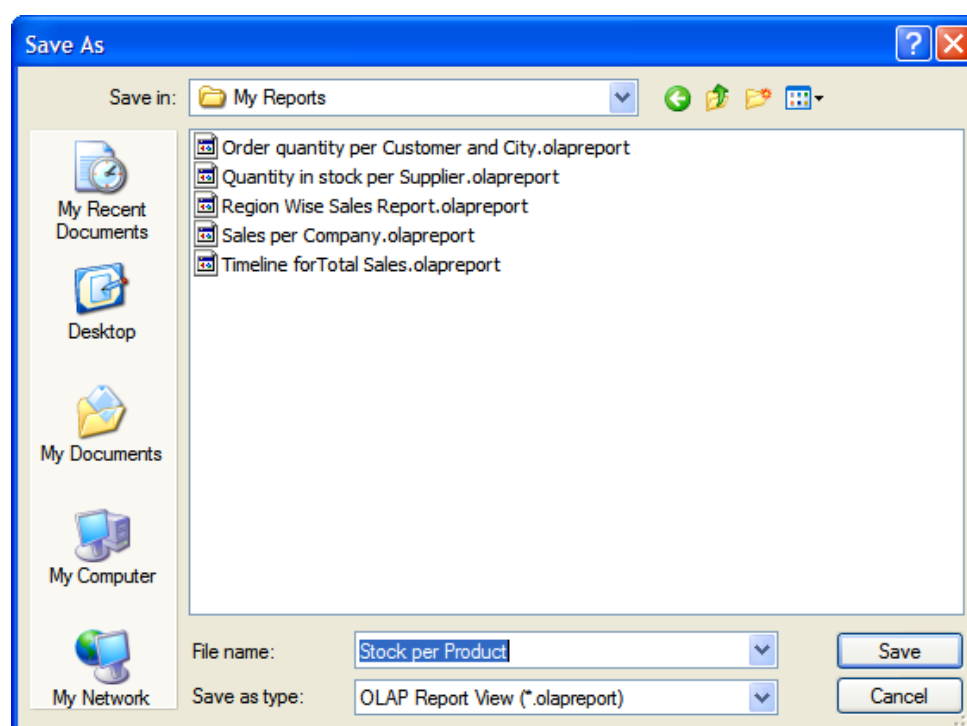 Save As
Save in:
My Reports
My Recent
Documents
Desktop
My Documents
My Computer
My Network
Order quantity per Customer and City.olapreport
Quantity in stock per Supplier.olapreport
Region Wise Sales Report.olapreport
Sales per Company.olapreport
Timeline forTotal Sales.olapreport
File name:
Stock per Product
Save
Save as type:
OLAP Report View (*.olapreport)
Cancel